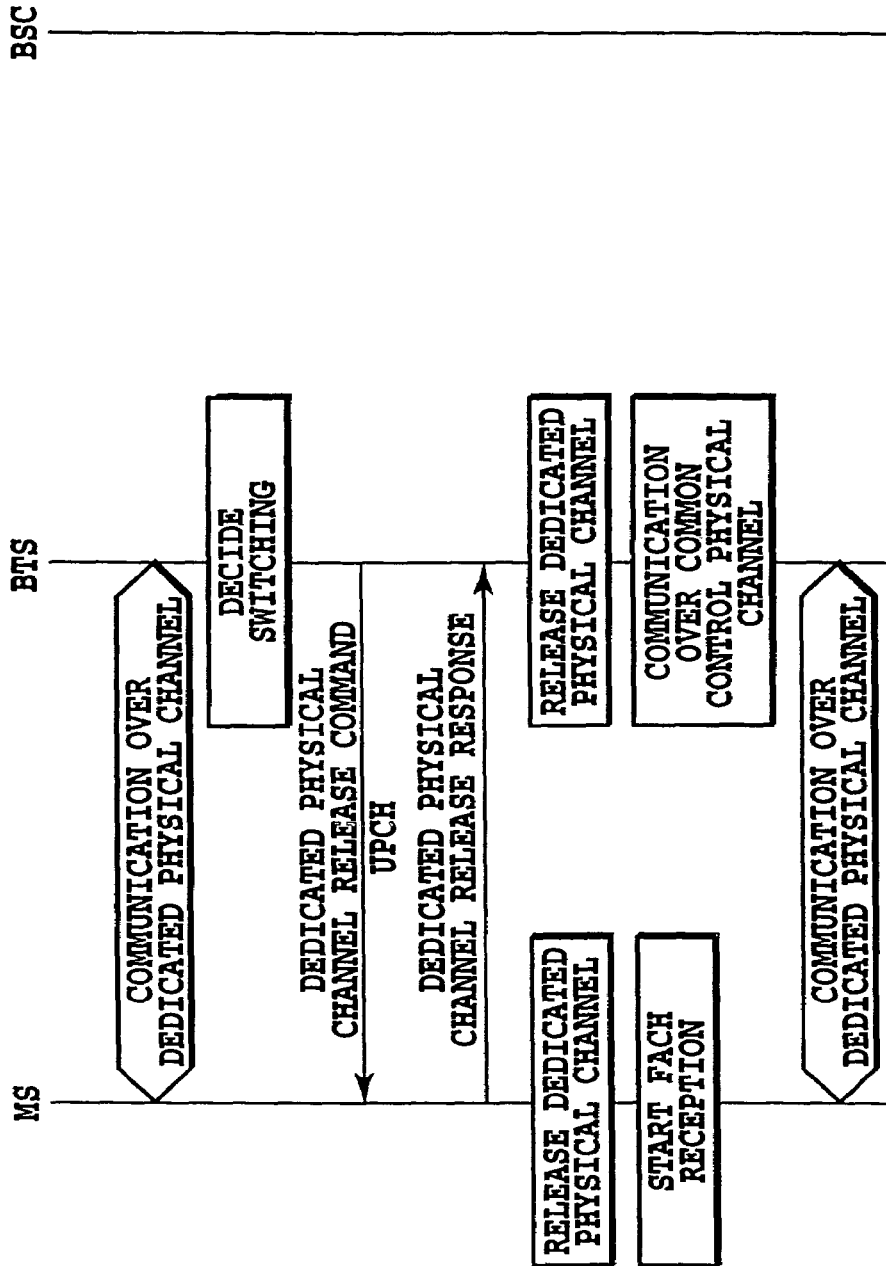 MS
BTS
BSC
COMMUNICATION OVER
DEDICATED PHYSICAL CHANNEL
DECIDE
SWITCHING
DEDICATED PHYSICAL
CHANNEL RELEASE COMMAND
UPCH
DEDICATED PHYSICAL
CHANNEL RELEASE RESPONSE
RELEASE DEDICATED
PHYSICAL CHANNEL
RELEASE DEDICATED
PHYSICAL CHANNEL
START FACH
RECEPTION
COMMUNICATION
OVER COMMON
CONTROL PHYSICAL
CHANNEL
COMMUNICATION OVER
DEDICATED PHYSICAL CHANNEL